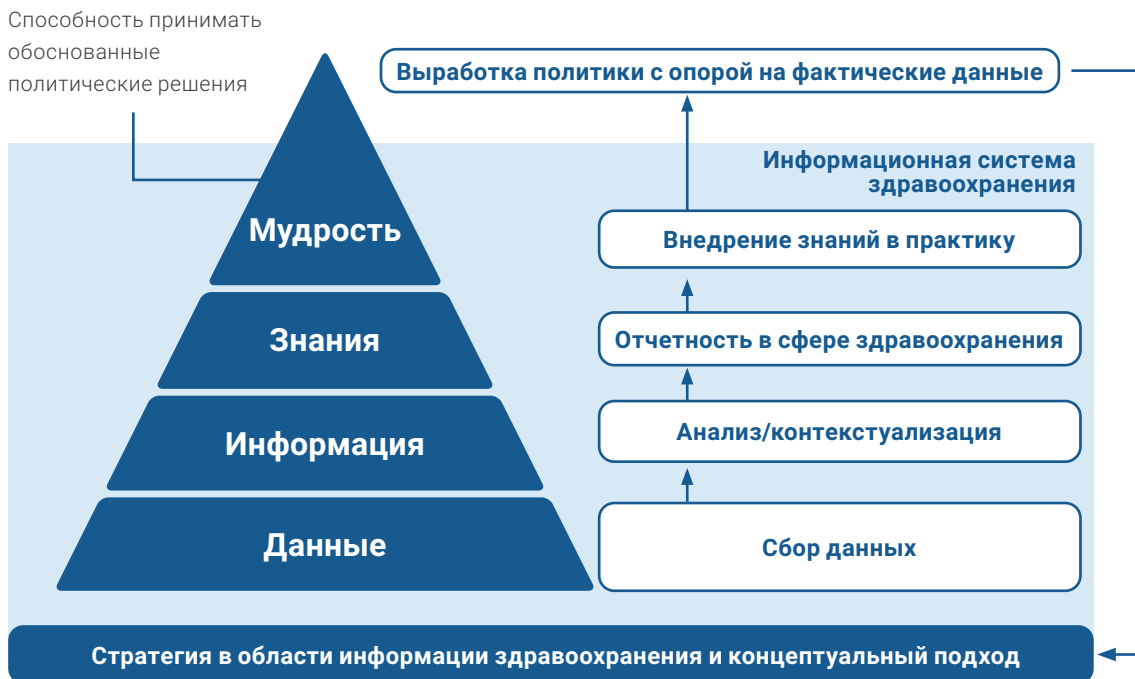 Способность принимать
обоснованные
политические решения
Выработка политики с опорой на фактические данные
Информационная система
здравоохранения
Мудрость
Внедрение знаний в практику
Знания
Отчетность в сфере здравоохранения
Информация
Анализ/контекстуализация
Данные
Сбор данных
Стратегия в области информации здравоохранения и концептуальный подход